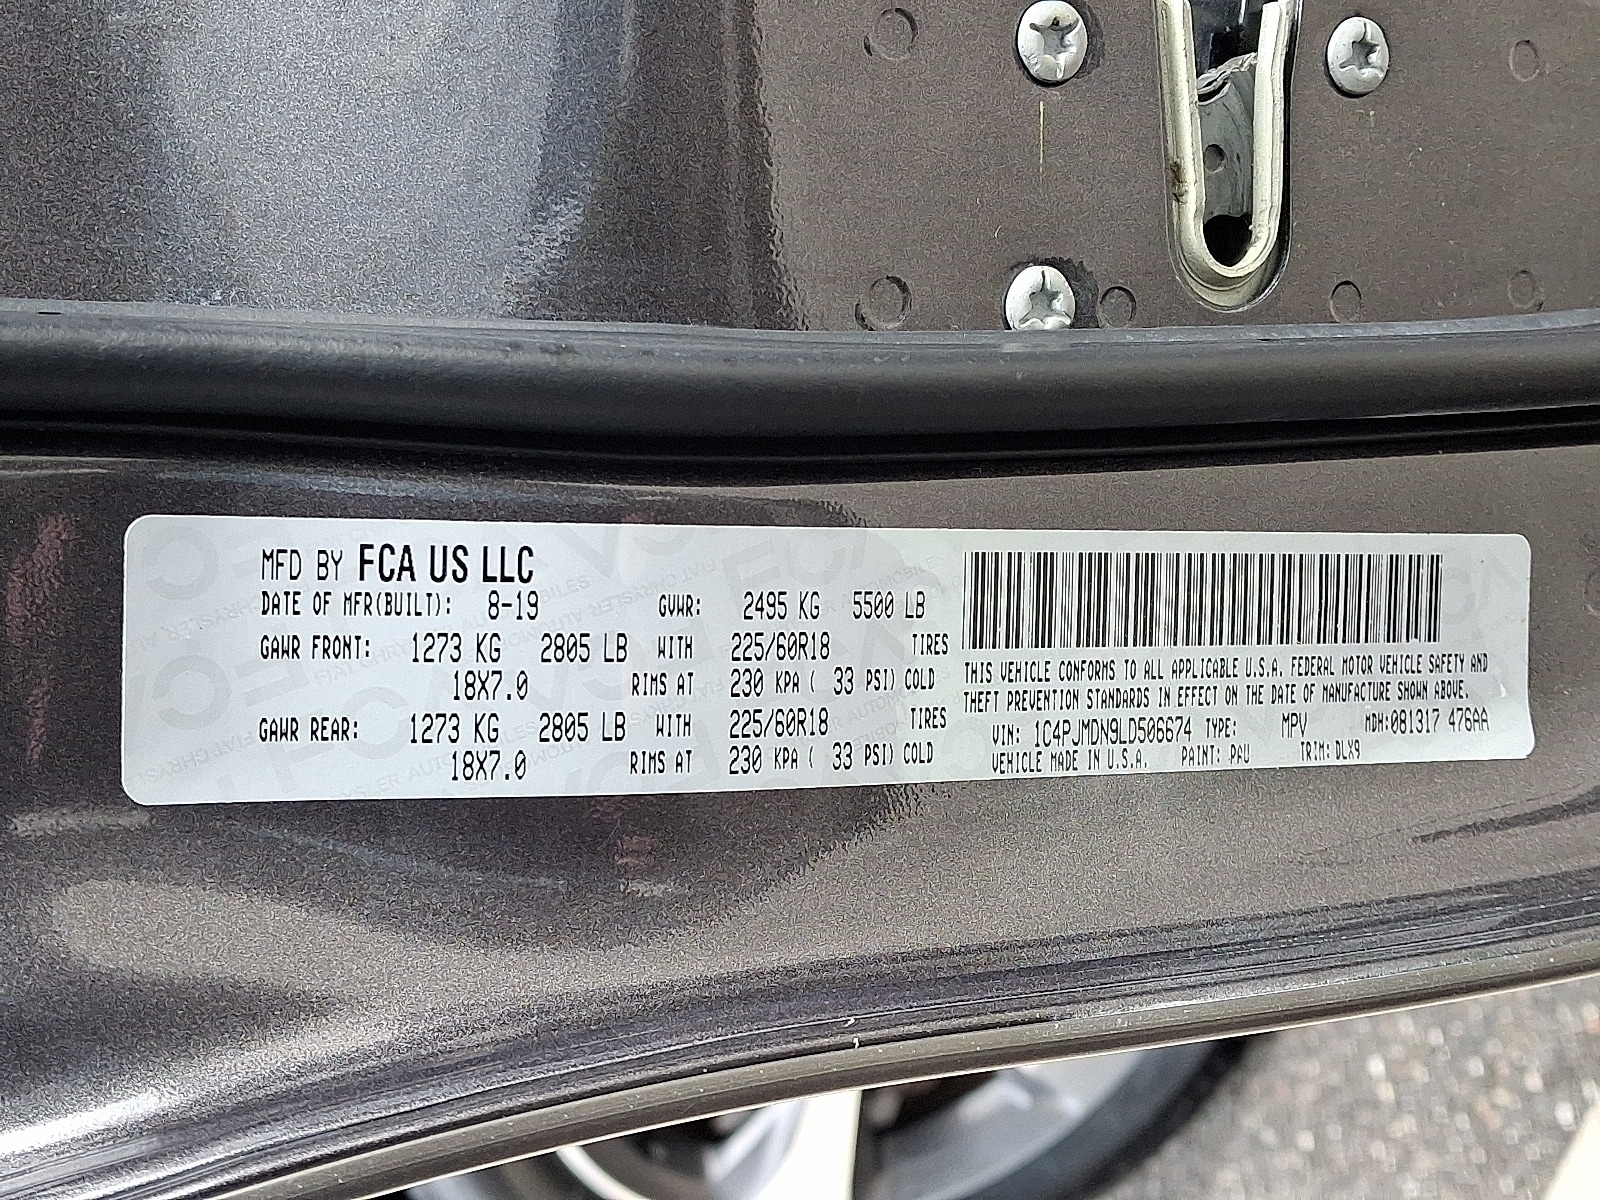 MFD BY FCA US LLC
DATE OF MFR(BUILT): 8-19 GVWR: 2495 KG 5500 LB
GAWR FRONT: 1273 KG 2805 LB WITH 225/60R18 TIRES
18X7.0 RIMS AT 230 KPA ( 33 PSI) COLD
GAWR REAR: 1273 KG 2805 LB WITH 225/60R18 TIRES
18X7.0 RIMS AT 230 KPA ( 33 PSI) COLD
THIS VEHICLE CONFORMS TO ALL APPLICABLE U.S.A. FEDERAL MOTOR VEHICLE SAFETY AND
THEFT PREVENTION STANDARDS IN EFFECT ON THE DATE OF MANUFACTURE SHOWN ABOVE.
VIN: 1C4PJMDN9LD506674 TYPE: MPV MDH:081317 476AA
VEHICLE MADE IN U.S.A. PAINT: PAU TRIM: DLX9